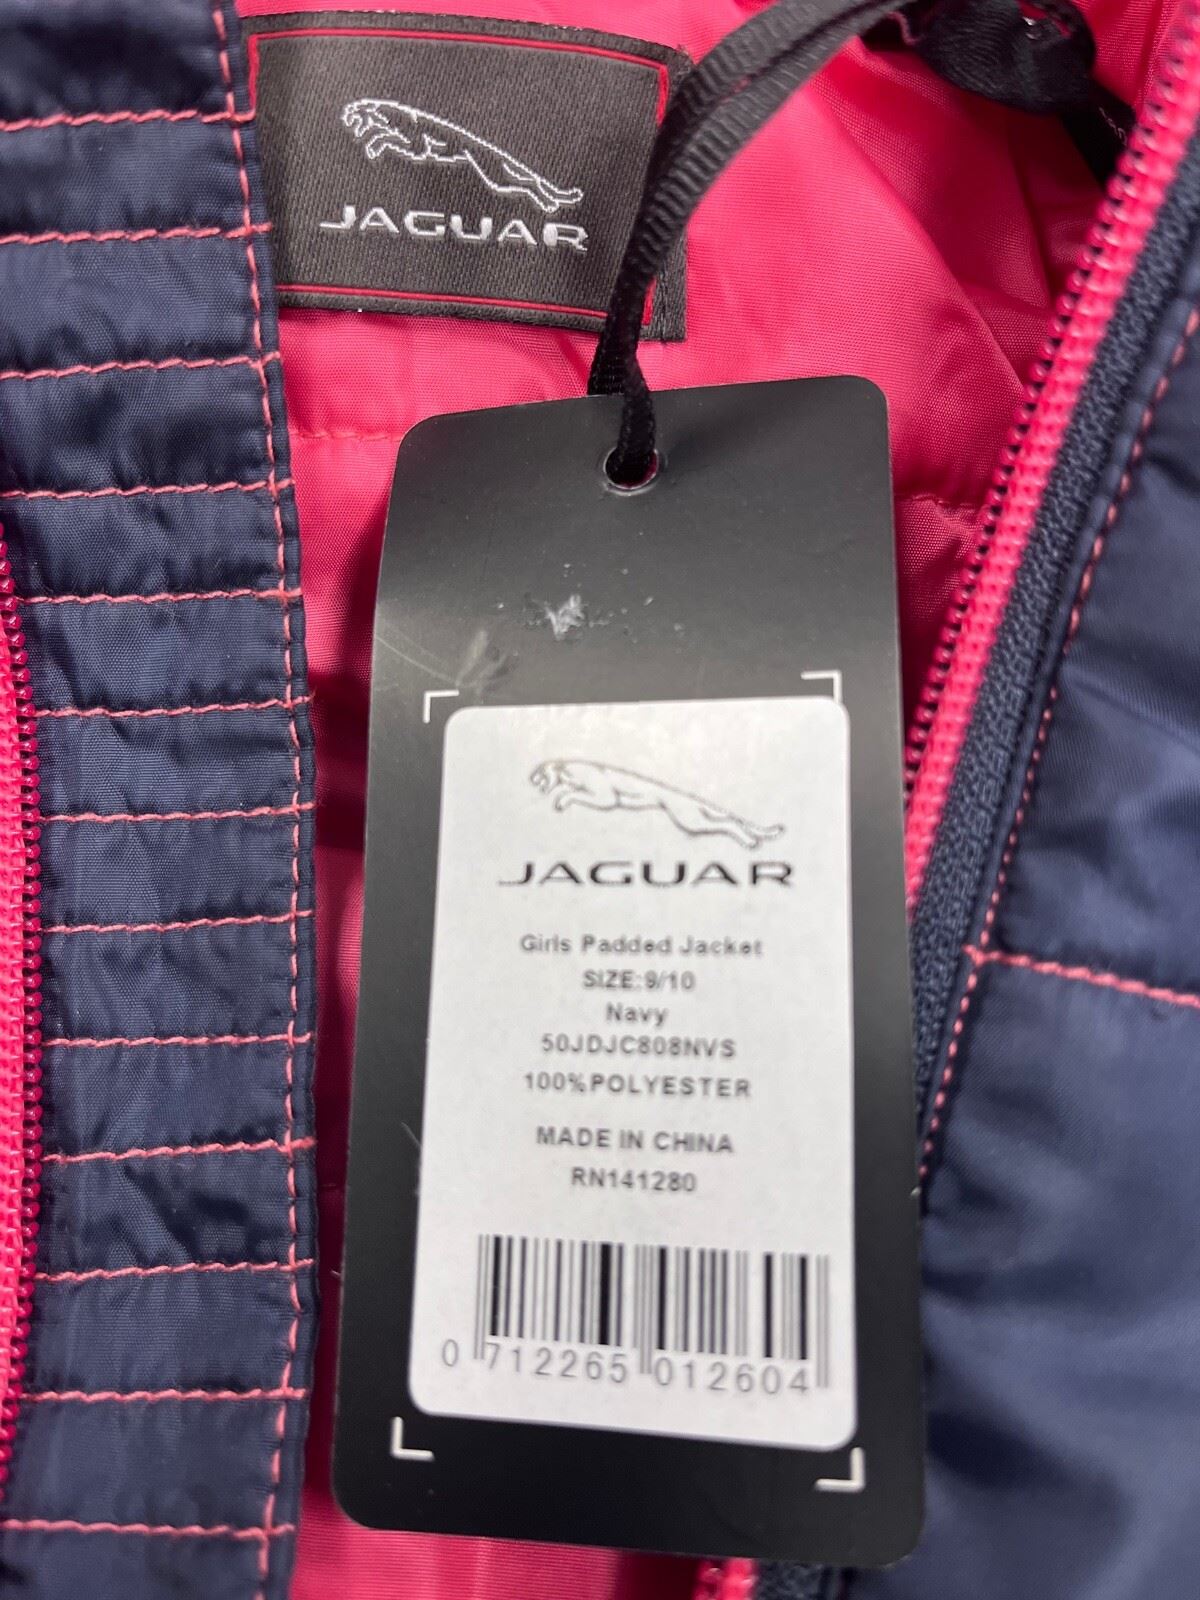 JAGUAR
JAGUAR
Girls Padded Jacket
SIZE:9/10
Navy
50JDJC808NVS
100%POLYESTER
MADE IN CHINA
RN141280
0 712265 012604